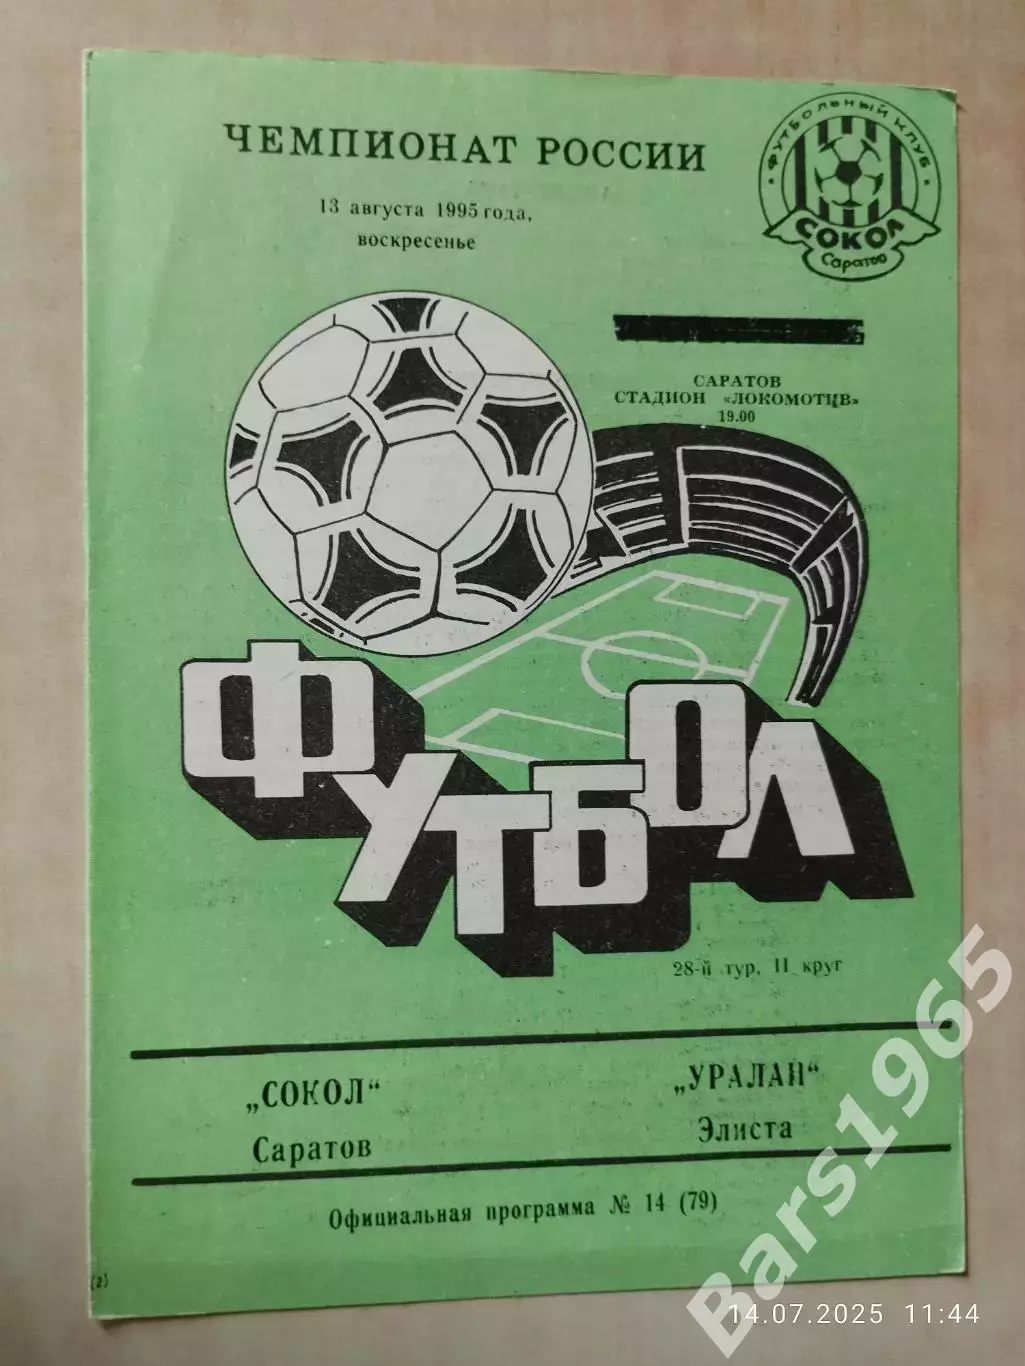 ЧЕМПИОНАТ РОССИИ
13 августа 1995 года,
воскресенье
• ФУТБОЛЬНЫЙ КЛУБ •
СОКОЛ
Саратов
САРАТОВ
СТАДИОН «ЛОКОМОТИВ»
19.00
ФУТБОЛ
28-й тур, II круг
„СОКОЛ“
Саратов
„УРАЛАН“
Элиста
Официальная программа № 14 (79)
(2)
Bars1965
14.07.2025 11:44